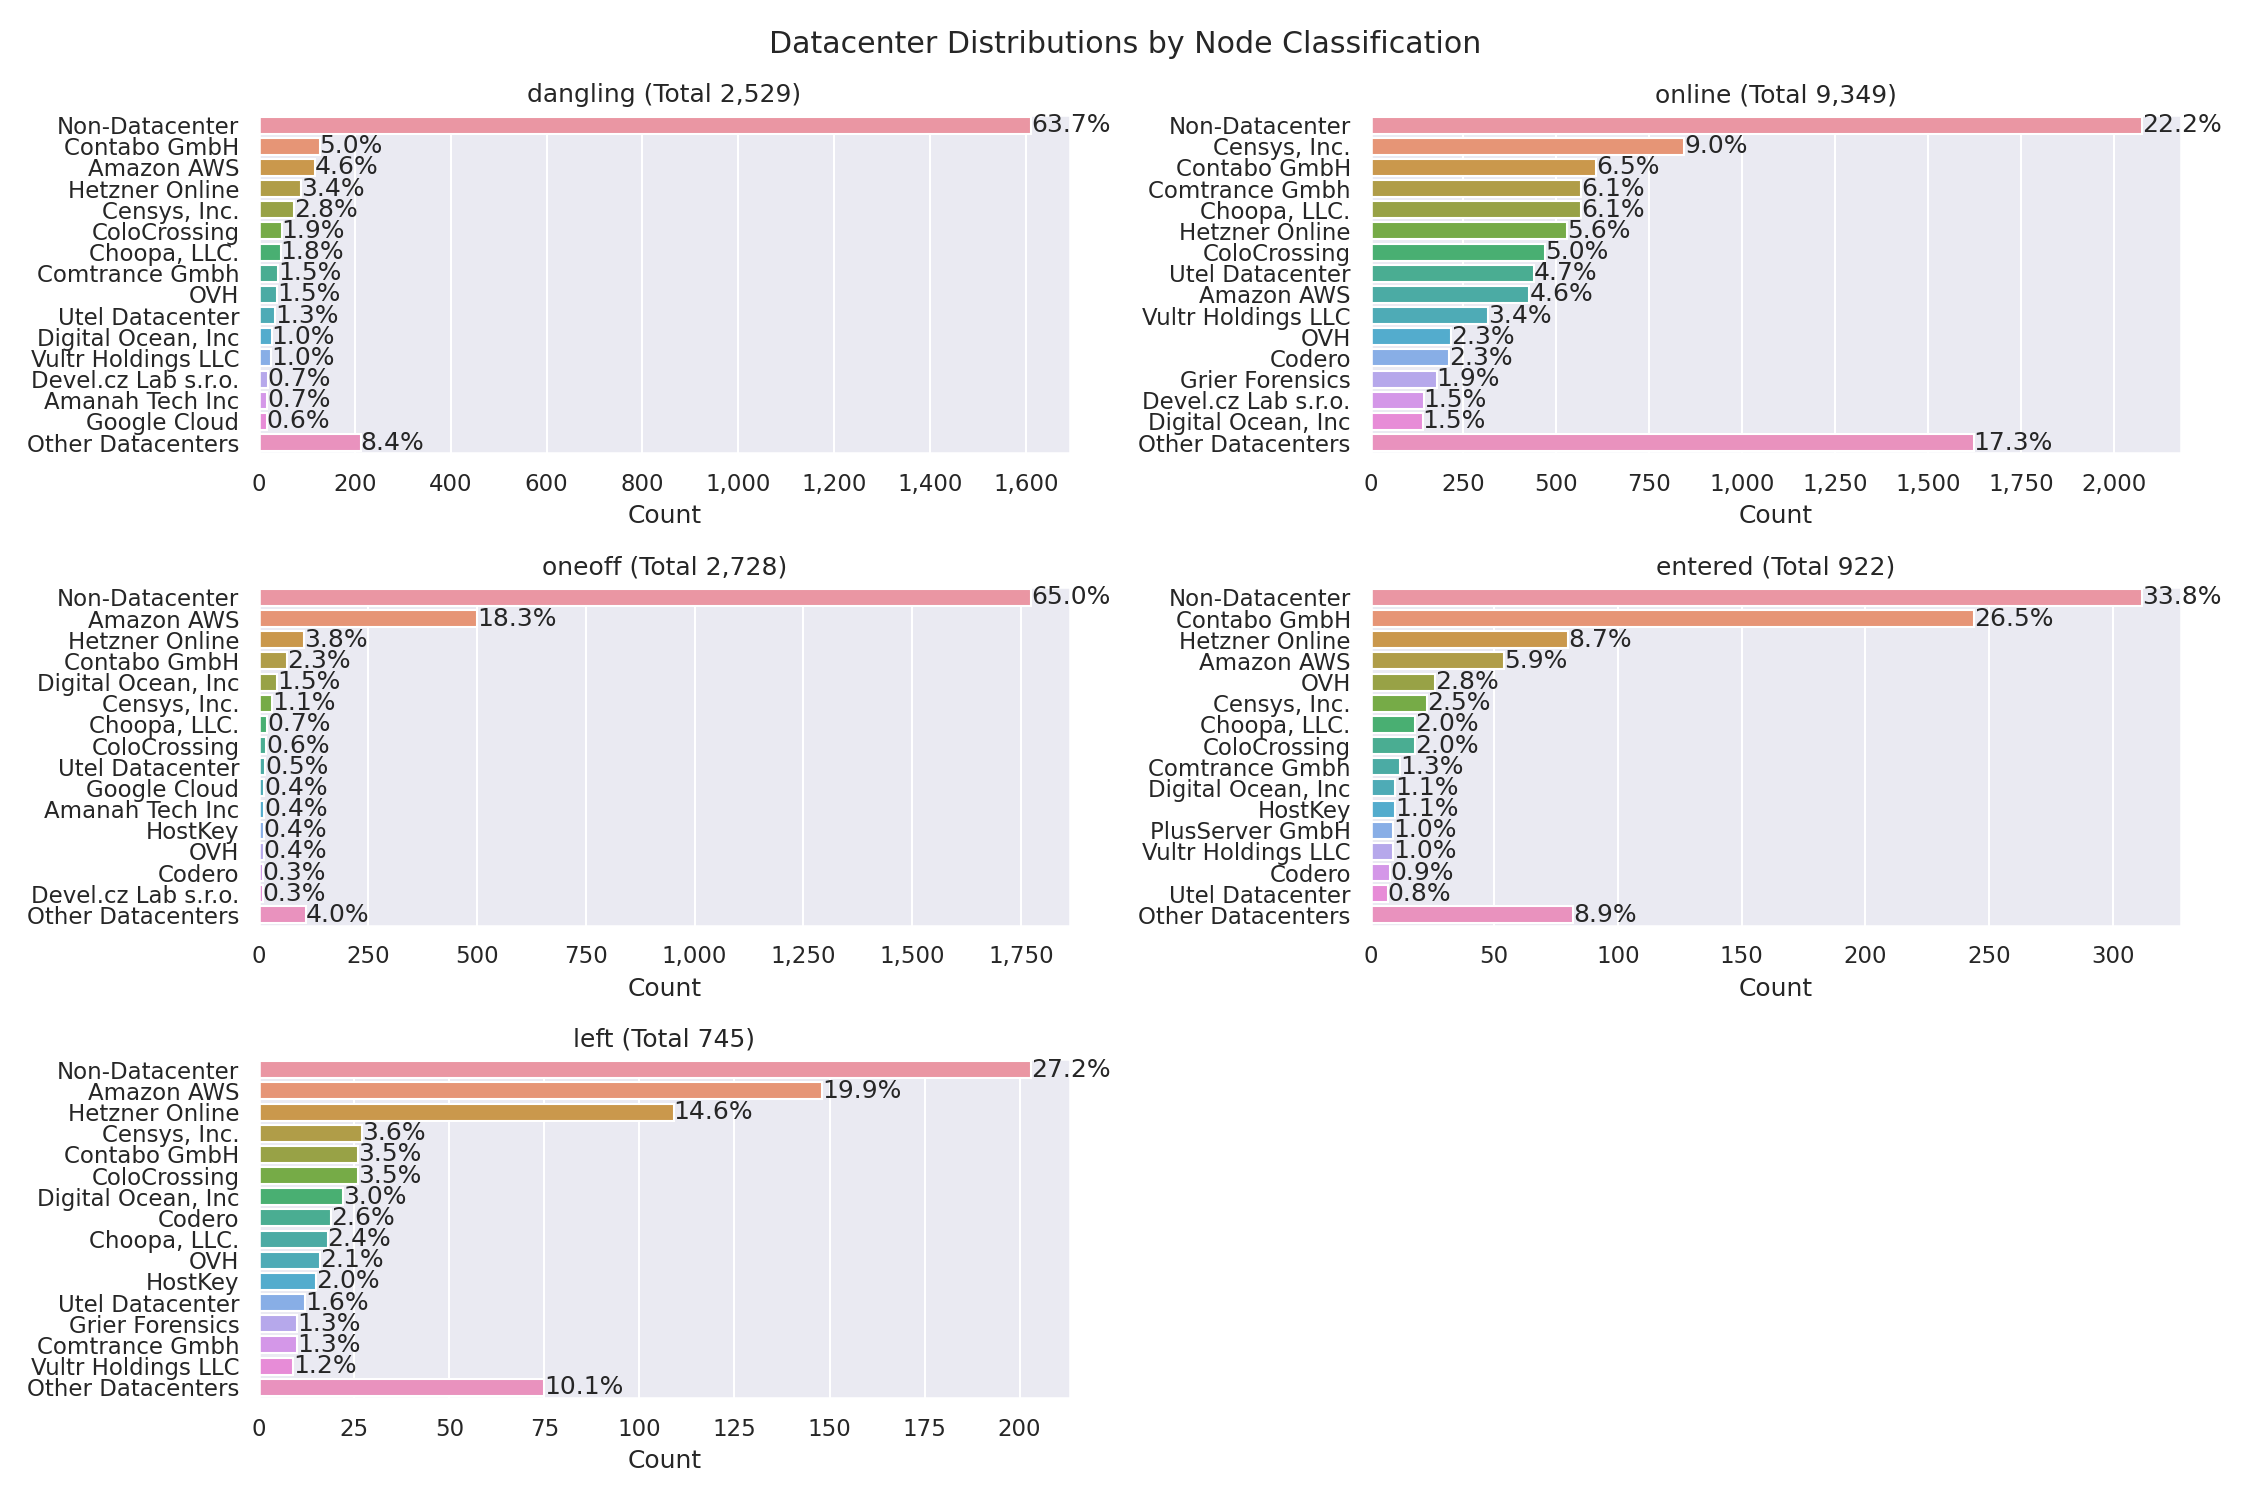 Datacenter Distributions by Node Classification
dangling (Total 2,529)
Non-Datacenter 63.7%
Contabo GmbH 5.0%
Amazon AWS 4.6%
Hetzner Online 3.4%
Censys, Inc. 2.8%
ColoCrossing 1.9%
Choopa, LLC. 1.8%
Comtrance Gmbh 1.5%
OVH 1.5%
Utel Datacenter 1.3%
Digital Ocean, Inc 1.0%
Vultr Holdings LLC 1.0%
Devel.cz Lab s.r.o. 0.7%
Amanah Tech Inc 0.7%
Google Cloud 0.6%
Other Datacenters 8.4%
0 200 400 600 800 1,000 1,200 1,400 1,600
Count
online (Total 9,349)
Non-Datacenter 22.2%
Censys, Inc. 9.0%
Contabo GmbH 6.5%
Comtrance Gmbh 6.1%
Choopa, LLC. 6.1%
Hetzner Online 5.6%
ColoCrossing 5.0%
Utel Datacenter 4.7%
Amazon AWS 4.6%
Vultr Holdings LLC 3.4%
OVH 2.3%
Codero 2.3%
Grier Forensics 1.9%
Devel.cz Lab s.r.o. 1.5%
Digital Ocean, Inc 1.5%
Other Datacenters 17.3%
0 250 500 750 1,000 1,250 1,500 1,750 2,000
Count
oneoff (Total 2,728)
Non-Datacenter 65.0%
Amazon AWS 18.3%
Hetzner Online 3.8%
Contabo GmbH 2.3%
Digital Ocean, Inc 1.5%
Censys, Inc. 1.1%
Choopa, LLC. 0.7%
ColoCrossing 0.6%
Utel Datacenter 0.5%
Google Cloud 0.4%
Amanah Tech Inc 0.4%
HostKey 0.4%
OVH 0.4%
Codero 0.3%
Devel.cz Lab s.r.o. 0.3%
Other Datacenters 4.0%
0 250 500 750 1,000 1,250 1,500 1,750
Count
entered (Total 922)
Non-Datacenter 33.8%
Contabo GmbH 26.5%
Hetzner Online 8.7%
Amazon AWS 5.9%
OVH 2.8%
Censys, Inc. 2.5%
Choopa, LLC. 2.0%
ColoCrossing 2.0%
Comtrance Gmbh 1.3%
Digital Ocean, Inc 1.1%
HostKey 1.1%
PlusServer GmbH 1.0%
Vultr Holdings LLC 1.0%
Codero 0.9%
Utel Datacenter 0.8%
Other Datacenters 8.9%
0 50 100 150 200 250 300
Count
left (Total 745)
Non-Datacenter 27.2%
Amazon AWS 19.9%
Hetzner Online 14.6%
Censys, Inc. 3.6%
Contabo GmbH 3.5%
ColoCrossing 3.5%
Digital Ocean, Inc 3.0%
Codero 2.6%
Choopa, LLC. 2.4%
OVH 2.1%
HostKey 2.0%
Utel Datacenter 1.6%
Grier Forensics 1.3%
Comtrance Gmbh 1.3%
Vultr Holdings LLC 1.2%
Other Datacenters 10.1%
0 25 50 75 100 125 150 175 200
Count